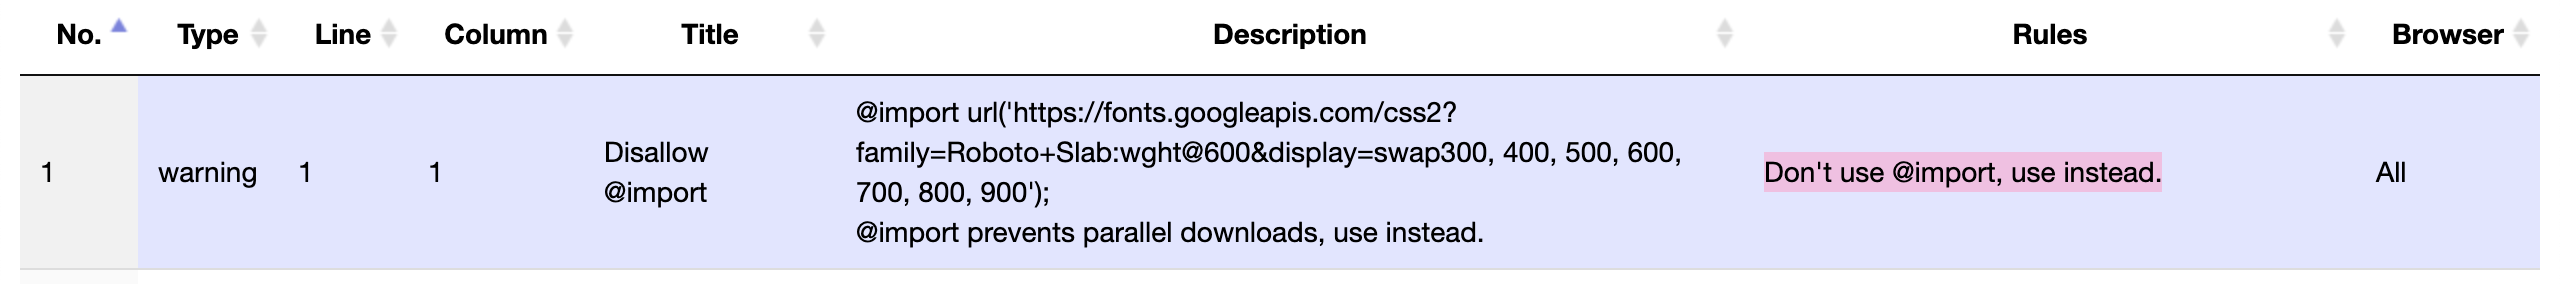 No. Type Line Column Title Description Rules Browser
1 warning 1 1 Disallow @import
@import url('https://fonts.googleapis.com/css2?
family=Roboto+Slab:wght@600&display=swap300, 400, 500, 600,
700, 800, 900');
@import prevents parallel downloads, use instead.
Don't use @import, use instead.
All